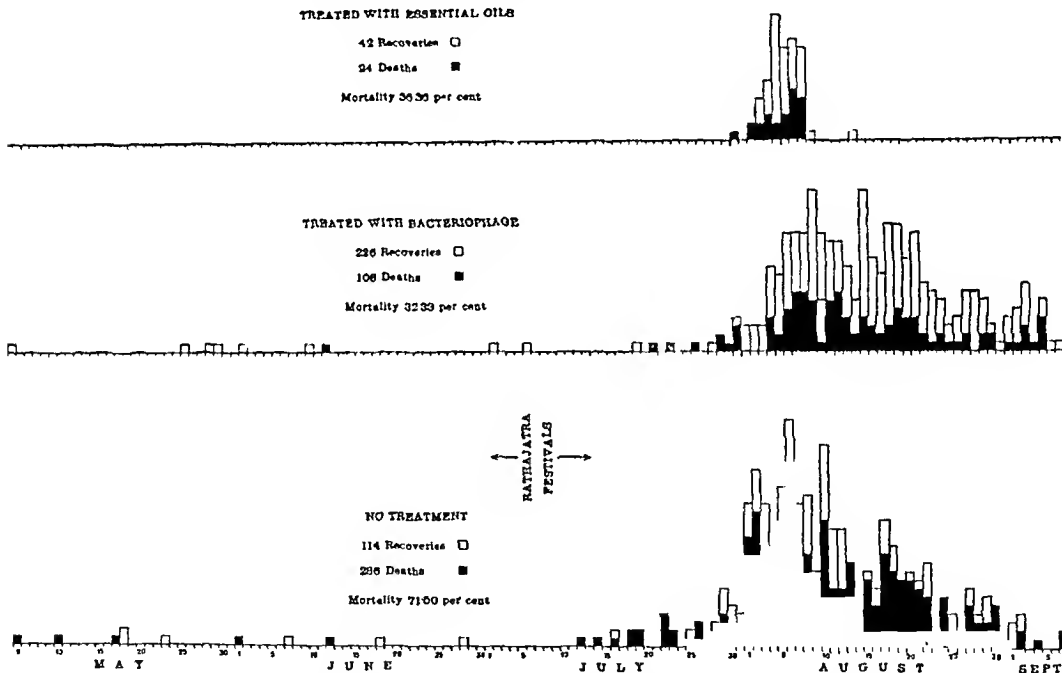 TREATED WITH ESSENTIAL OILS
42 Recoveries
24 Deaths
Mortality 36·36 per cent
TREATED WITH BACTERIOPHAGE
226 Recoveries
108 Deaths
Mortality 32·33 per cent
RATHAJATRA
FESTIVALS
NO TREATMENT
114 Recoveries
286 Deaths
Mortality 71·50 per cent
MAY JUNE JULY AUGUST SEPT